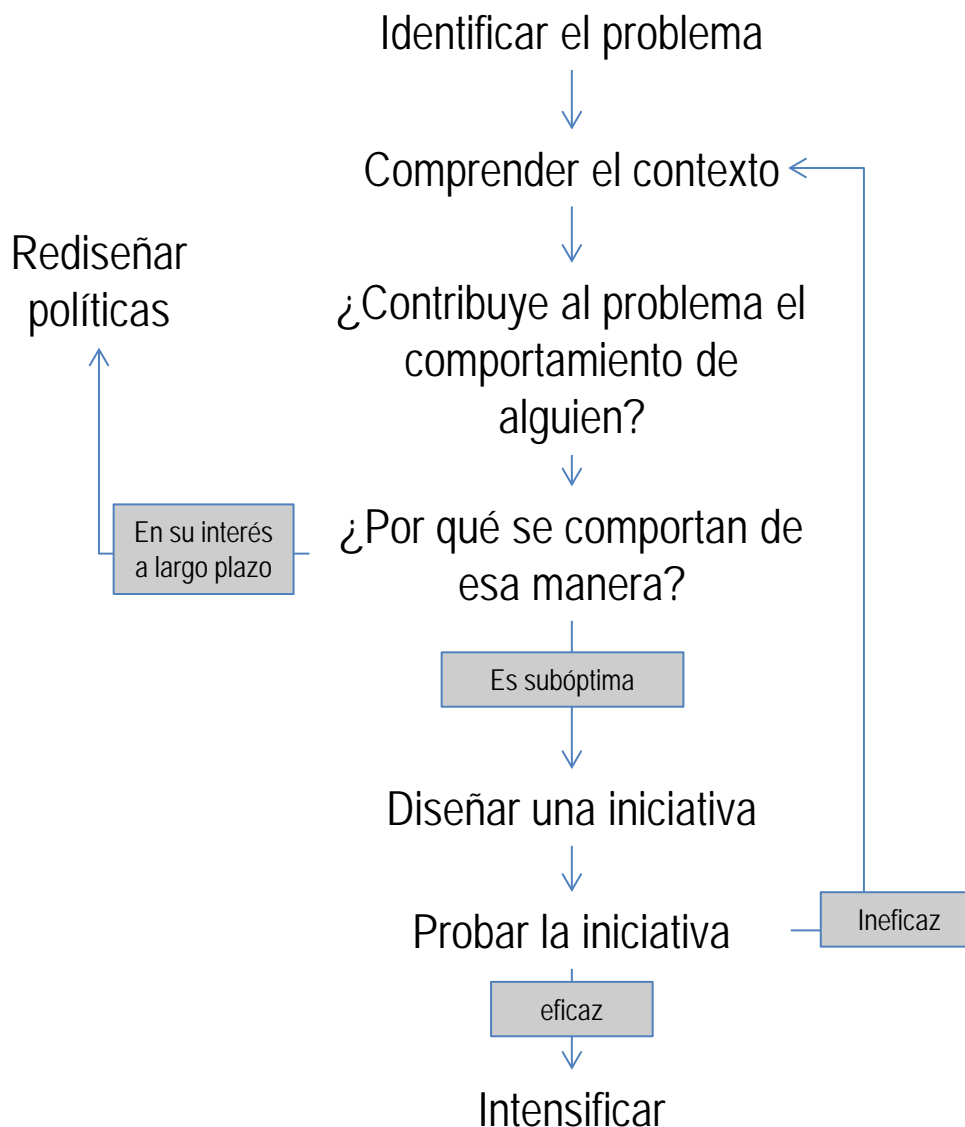 Identificar el problema
Comprender el contexto
Rediseñar
políticas
¿Contribuye al problema el
comportamiento de
alguien?
En su interés
a largo plazo
¿Por qué se comportan de
esa manera?
Es subóptima
Diseñar una iniciativa
Probar la iniciativa
Ineficaz
eficaz
Intensificar